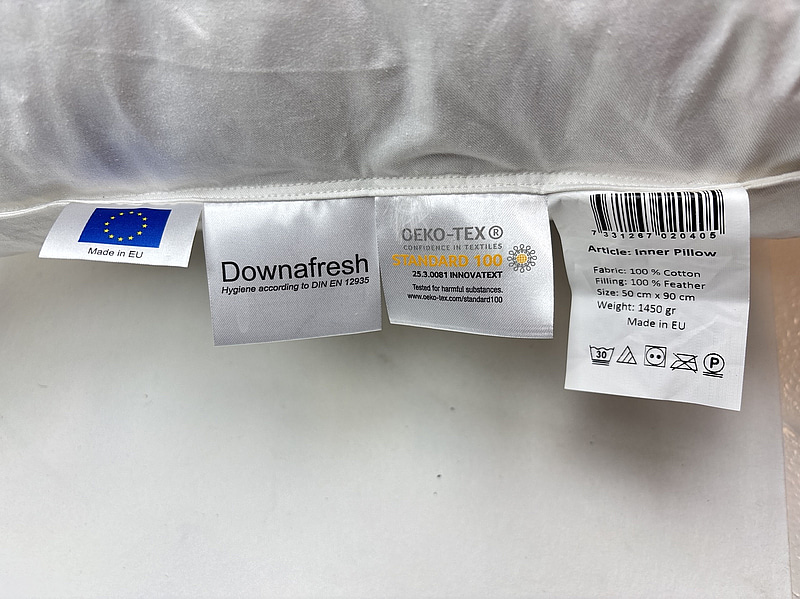 Made in EU
Downafresh
Hygiene according to DIN EN 12935
OEKO-TEX®
CONFIDENCE IN TEXTILES
STANDARD 100
25.3.0081 INNOVATEXT
Tested for harmful substances.
www.oeko-tex.com/standard100
7 331267 020405
Article: Inner Pillow
Fabric: 100 % Cotton
Filling: 100 % Feather
Size: 50 cm x 90 cm
Weight: 1450 gr
Made in EU
30
P